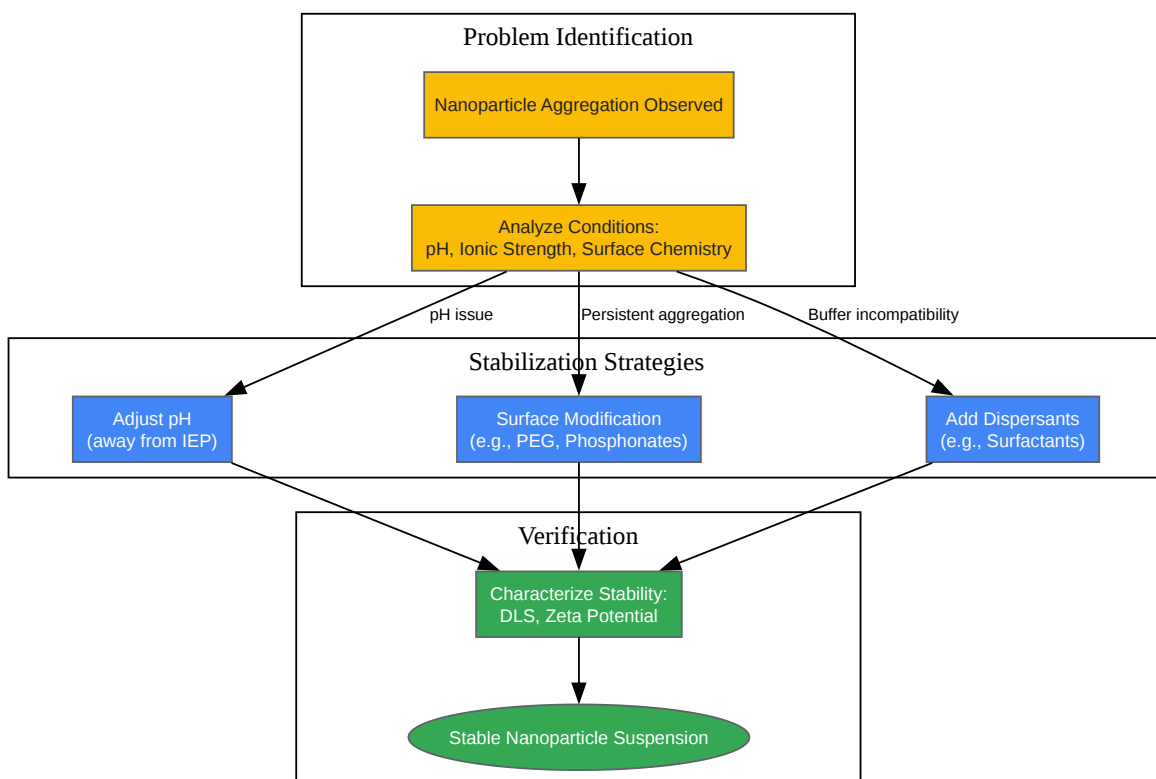 Problem Identification
Nanoparticle Aggregation Observed
Analyze Conditions:
pH, Ionic Strength, Surface Chemistry
pH issue
Persistent aggregation
Buffer incompatibility
Stabilization Strategies
Adjust pH
(away from IEP)
Surface Modification
(e.g., PEG, Phosphonates)
Add Dispersants
(e.g., Surfactants)
Verification
Characterize Stability:
DLS, Zeta Potential
Stable Nanoparticle Suspension